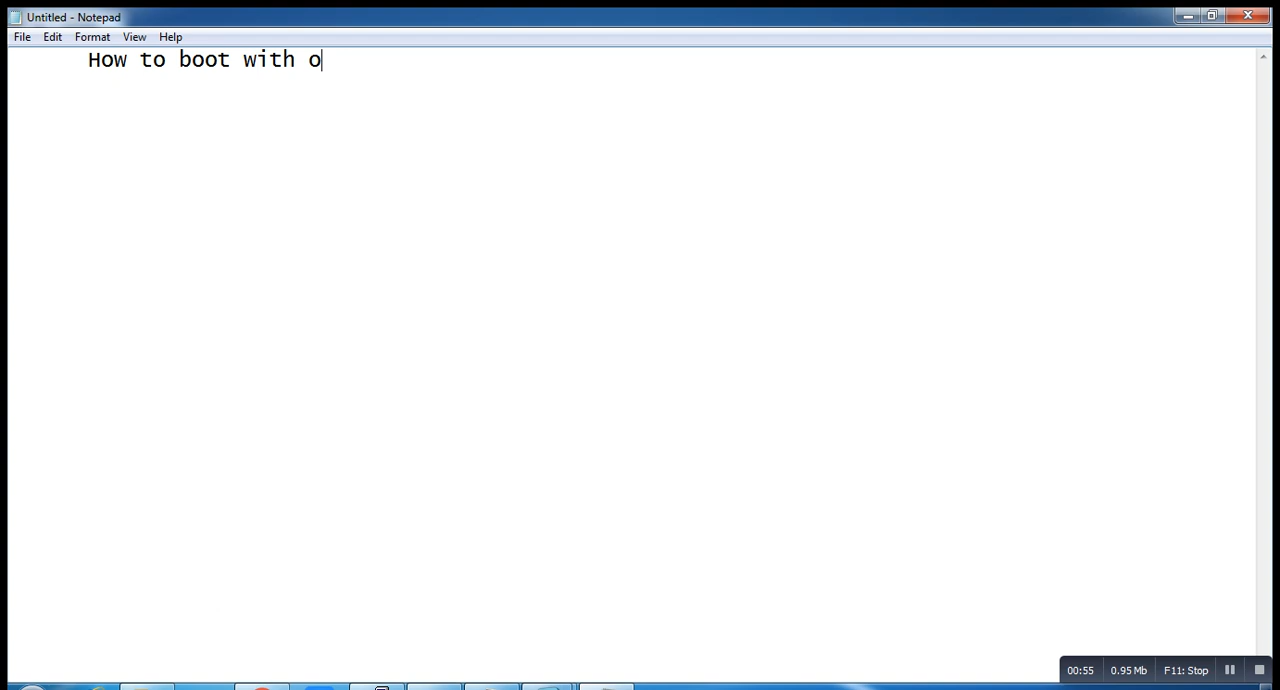 Untitled - Notepad
File Edit Format View Help
How to boot with o
00:55 0.95 Mb F11: Stop